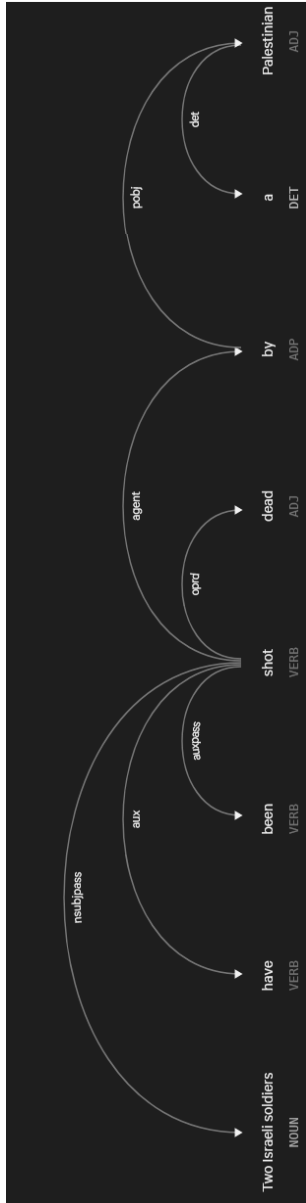 nsubjpass
aux
agent
pobj
auxpass
oprd
det
Two Israeli soldiers have been shot dead by a Palestinian
NOUN VERB VERB VERB ADJ ADP DET ADJ